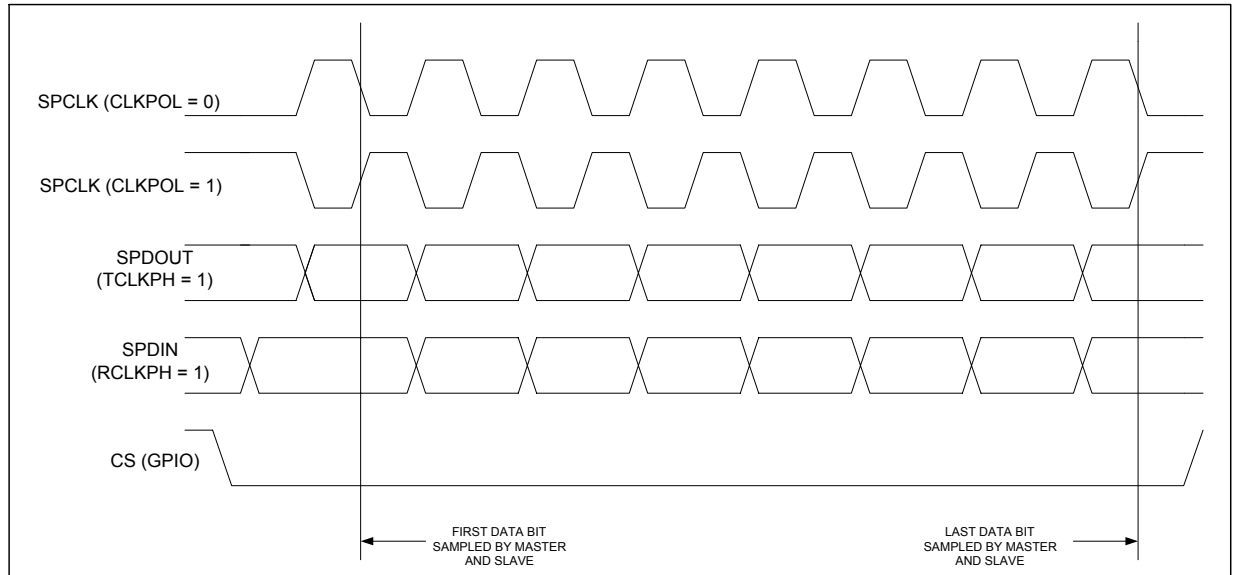 SPCLK (CLKPOL = 0)
SPCLK (CLKPOL = 1)
SPDOUT
(TCLKPH = 1)
SPDIN
(RCLKPH = 1)
CS (GPIO)
FIRST DATA BIT
SAMPLED BY MASTER
AND SLAVE
LAST DATA BIT
SAMPLED BY MASTER
AND SLAVE